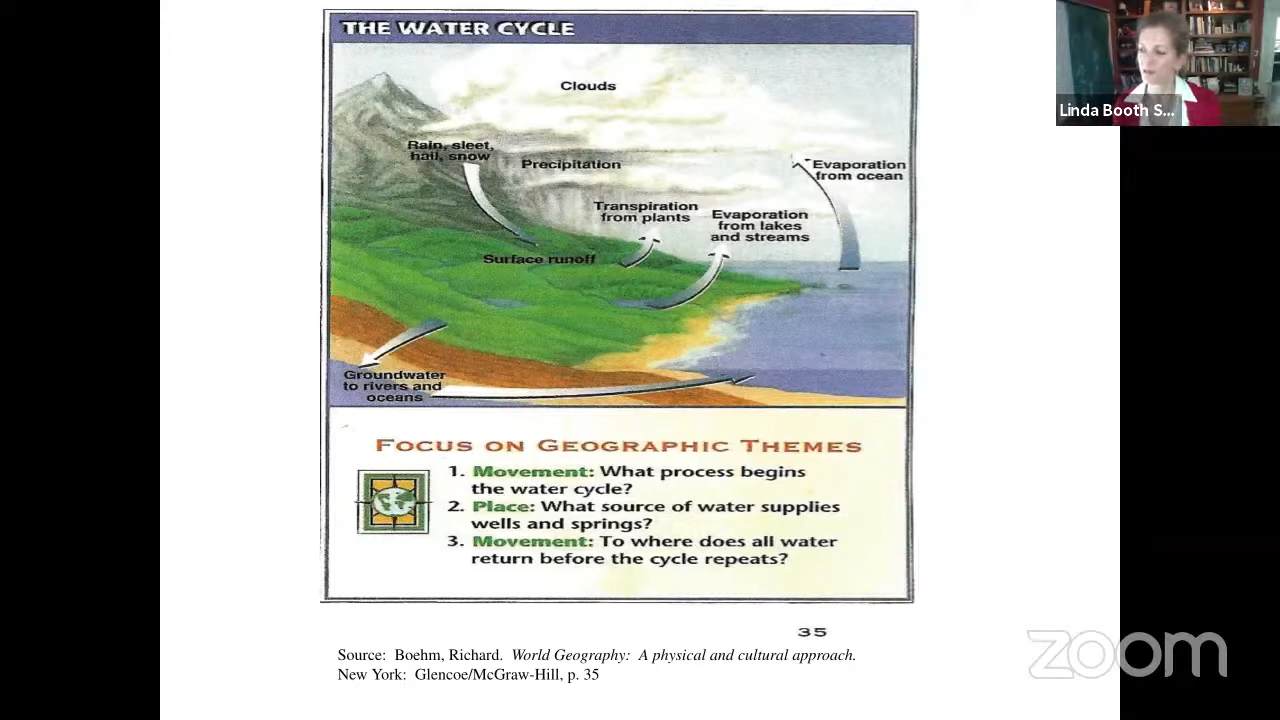 THE WATER CYCLE
Linda Booth S...
Clouds
Rain, sleet,
hail, snow
Precipitation
Evaporation
from ocean
Transpiration
from plants
Evaporation
from lakes
and streams
Surface runoff
Groundwater
to rivers and
oceans
FOCUS ON GEOGRAPHIC THEMES
1. Movement: What process begins
the water cycle?
2. Place: What source of water supplies
wells and springs?
3. Movement: To where does all water
return before the cycle repeats?
35
Source: Boehm, Richard. World Geography: A physical and cultural approach.
New York: Glencoe/McGraw-Hill, p. 35
zoom